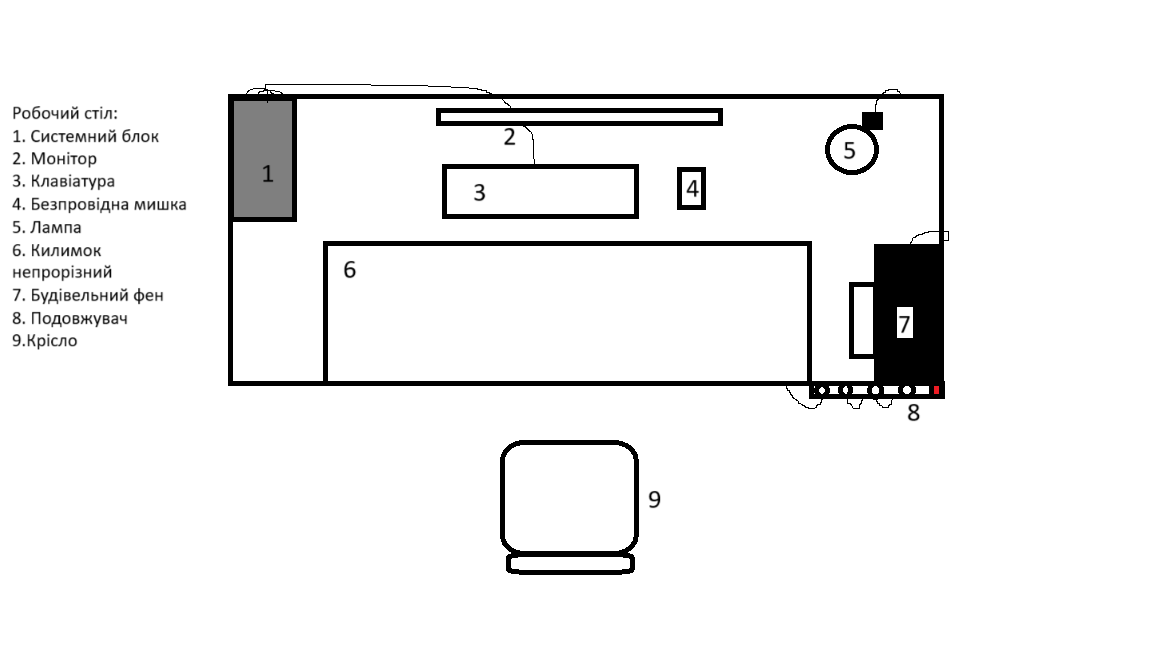 Робочий стіл:
1. Системний блок
2. Монітор
3. Клавіатура
4. Безпровідна мишка
5. Лампа
6. Килимок
непрорізний
7. Будівельний фен
8. Подовжувач
9.Крісло
1
2
3
4
5
6
7
8
9